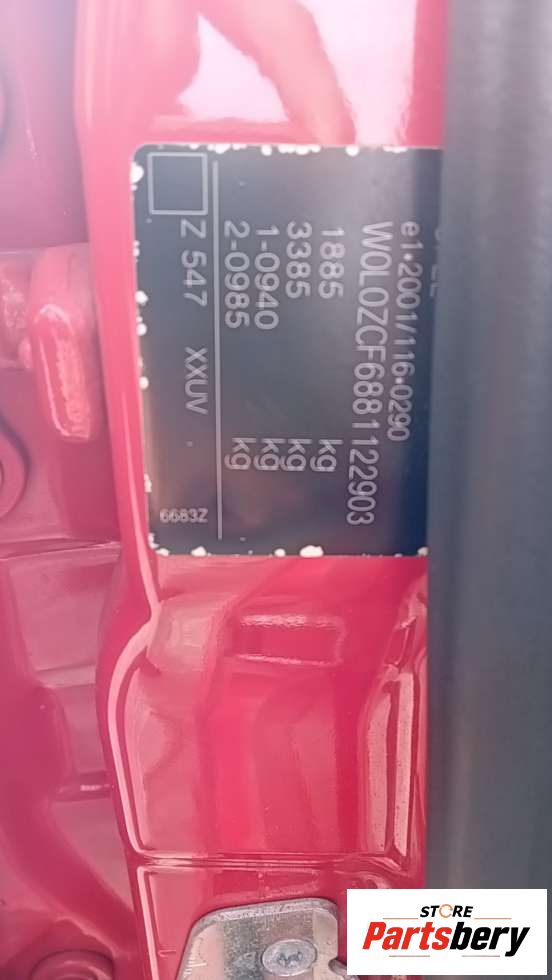 e1*2001/116*0290
W0L0ZCF6881122903
1885 kg
3385 kg
1-0940 kg
2-0985 kg
Z 547 XXUV
6683Z
STORE
Partsbery